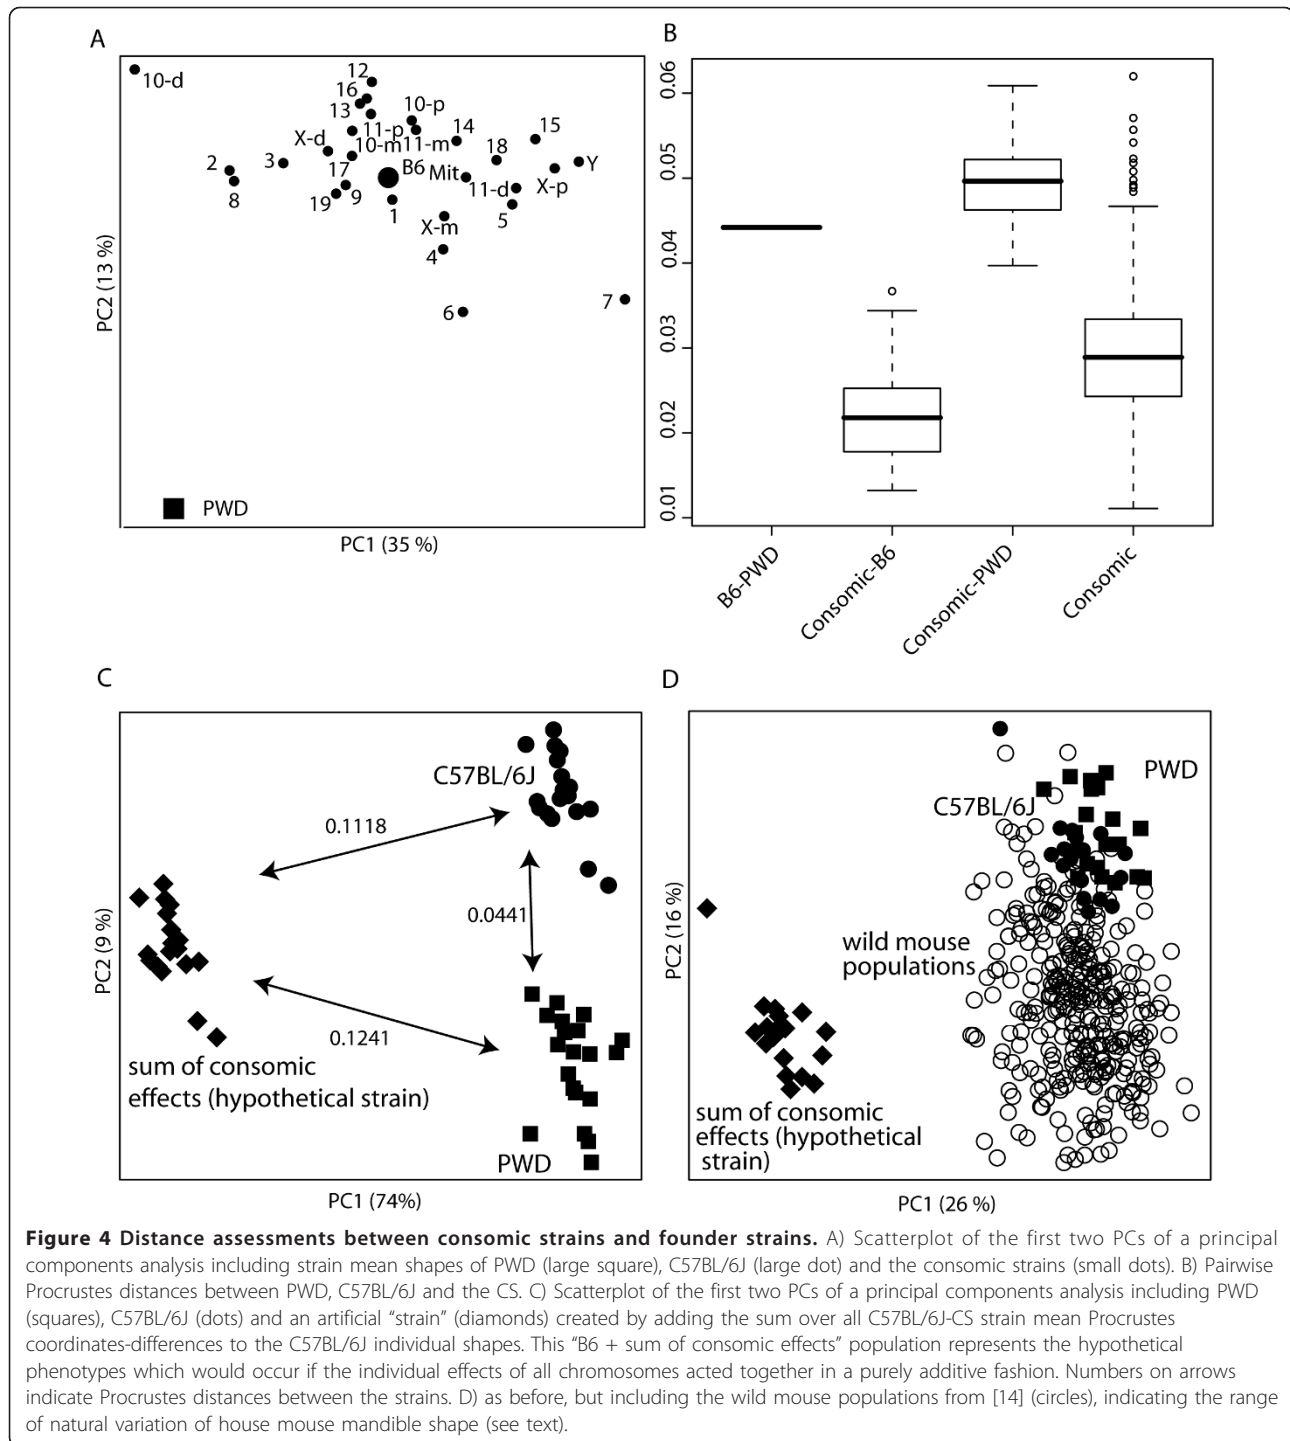 A
10-d
12
16
13
10-p
11-p
11-m
14
15
X-d
10-m
18
2
3
17
B6
Mit
Y
8
19
9
11-d
X-p
1
5
X-m
4
6
7
PWD
PC2 (13 %)
PC1 (35 %)
B
0.06
0.05
0.04
0.03
0.02
0.01
B6-PWD
Consomic-B6
Consomic-PWD
Consomic
C
C57BL/6J
0.1118
0.0441
0.1241
sum of consomic
effects (hypothetical strain)
PWD
PC2 (9 %)
PC1 (74%)
D
PWD
C57BL/6J
wild mouse
populations
sum of consomic
effects (hypothetical
strain)
PC2 (16 %)
PC1 (26 %)
Figure 4 Distance assessments between consomic strains and founder strains. A) Scatterplot of the first two PCs of a principal
components analysis including strain mean shapes of PWD (large square), C57BL/6J (large dot) and the consomic strains (small dots). B) Pairwise
Procrustes distances between PWD, C57BL/6J and the CS. C) Scatterplot of the first two PCs of a principal components analysis including PWD
(squares), C57BL/6J (dots) and an artificial “strain” (diamonds) created by adding the sum over all C57BL/6J-CS strain mean Procrustes
coordinates-differences to the C57BL/6J individual shapes. This “B6 + sum of consomic effects” population represents the hypothetical
phenotypes which would occur if the individual effects of all chromosomes acted together in a purely additive fashion. Numbers on arrows
indicate Procrustes distances between the strains. D) as before, but including the wild mouse populations from [14] (circles), indicating the range
of natural variation of house mouse mandible shape (see text).